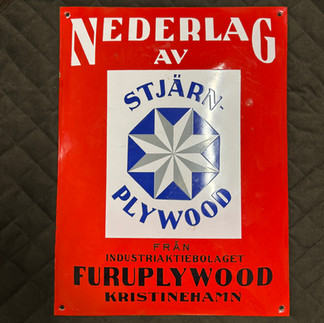 NEDERLAG
AV
STJÄRN-
PLYWOOD
FRÅN
INDUSTRIAKTIEBOLAGET
FURUPLYWOOD
KRISTINEHAMN